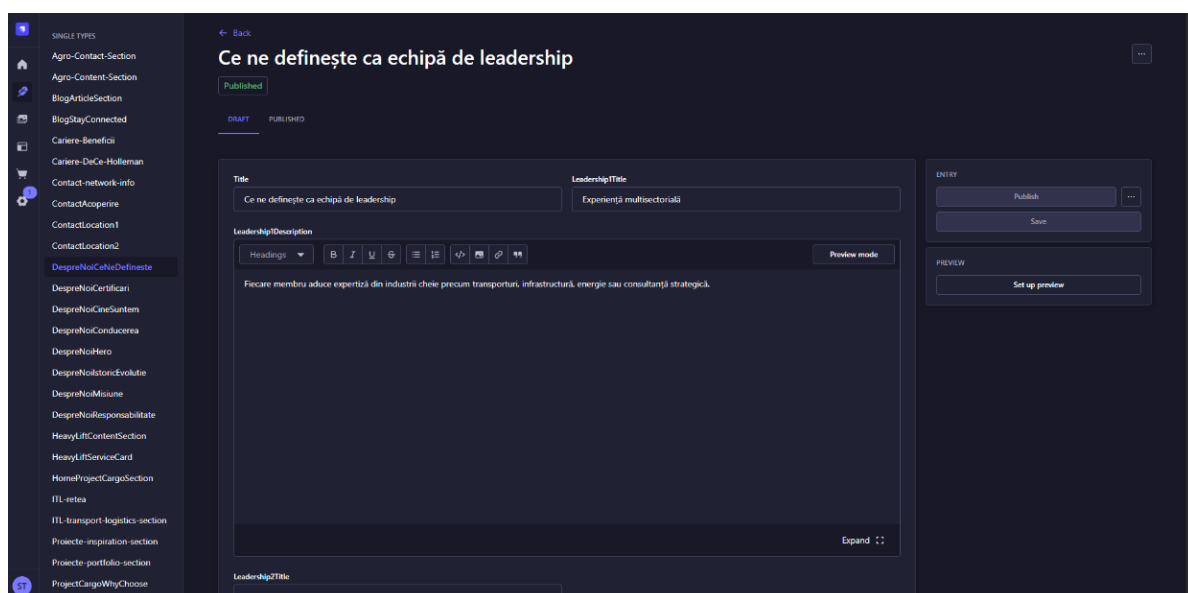 SINGLE TYPES
Agro-Contact-Section
Agro-Content-Section
BlogArticleSection
BlogStayConnected
Cariere-Beneficii
Cariere-DeCe-Holleman
Contact-network-info
ContactAcoperire
ContactLocation1
ContactLocation2
DespreNoiCeNeDefineste
DespreNoiCertificari
DespreNoiCineSuntem
DespreNoiConducerea
DespreNoiHero
DespreNoiIstoricEvolutie
DespreNoiMisiune
DespreNoiResponsabilitate
HeavyLiftContentSection
HeavyLiftServiceCard
HomeProjectCargoSection
ITL-retea
ITL-transport-logistics-section
Proiecte-inspiration-section
Proiecte-portfolio-section
ProjectCargoWhyChoose
1
ST
← Back
Ce ne definește ca echipă de leadership
Published
DRAFT PUBLISHED
Title Leadership1Title
Ce ne definește ca echipă de leadership Experiență multisectorială
Leadership1Description
Headings B I U S Preview mode
Fiecare membru aduce expertiză din industrii cheie precum transporturi, infrastructură, energie sau consultanță strategică.
Expand
Leadership2Title
ENTRY
Publish
Save
PREVIEW
Set up preview